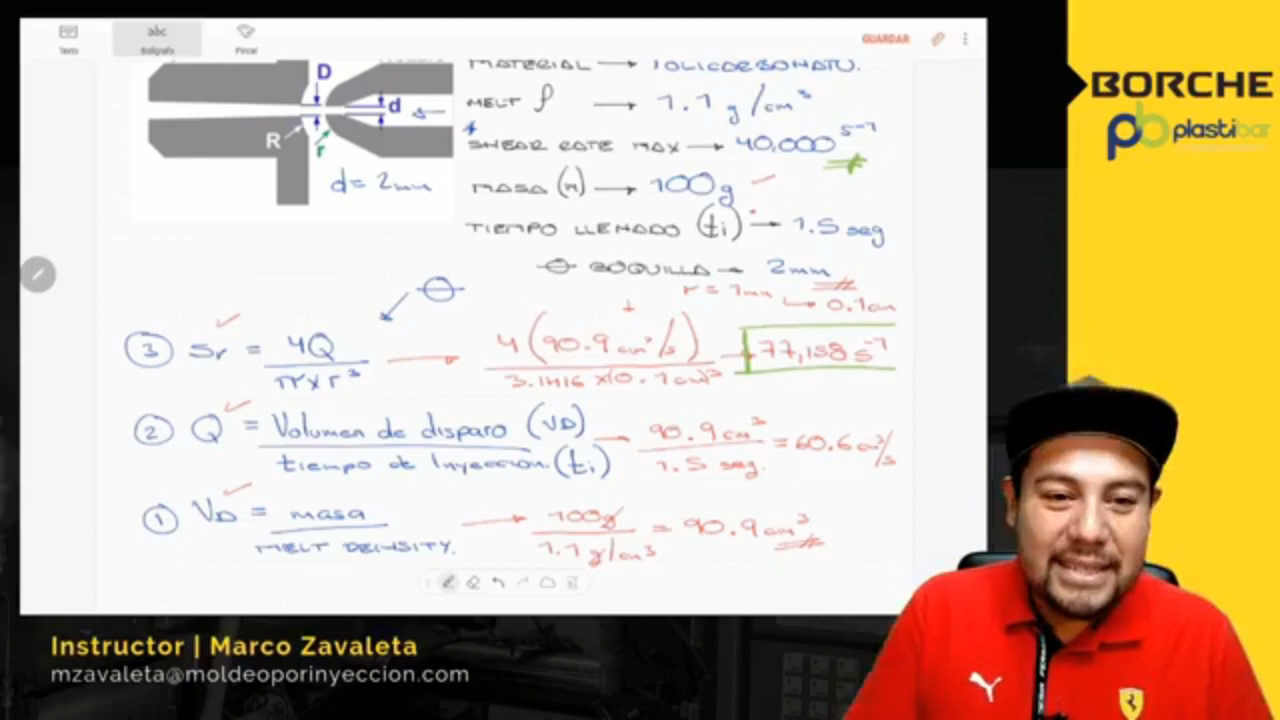 Texto
abc
Bolígrafo
Pincel
GUARDAR
D
d
R
r
d = 2mm
MATERIAL → POLICARBONATO.
MELT ρ → 1.1 g/cm³
* SHEAR RATE MAX → 40,000 s⁻¹
MASA (m) → 100g
TIEMPO LLENADO (ti) → 1.5 seg
⌀ BOQUILLA → 2mm
r = 1mm → 0.1cm
③ Sr = 4Q / π x r³ → 4(90.9 cm³/s) / 3.1416 x (0.1cm)³ → 77,158 s⁻¹
② Q = Volumen de disparo (VD) / tiempo de Inyección (ti) → 90.9 cm³ / 1.5 seg. = 60.6 cm³/s
① VD = masa / MELT DENSITY. → 100g / 1.1 g/cm³ = 90.9 cm³
BORCHE
pb plastibar
Instructor | Marco Zavaleta
mzavaleta@moldeoporinyeccion.com
PUMA